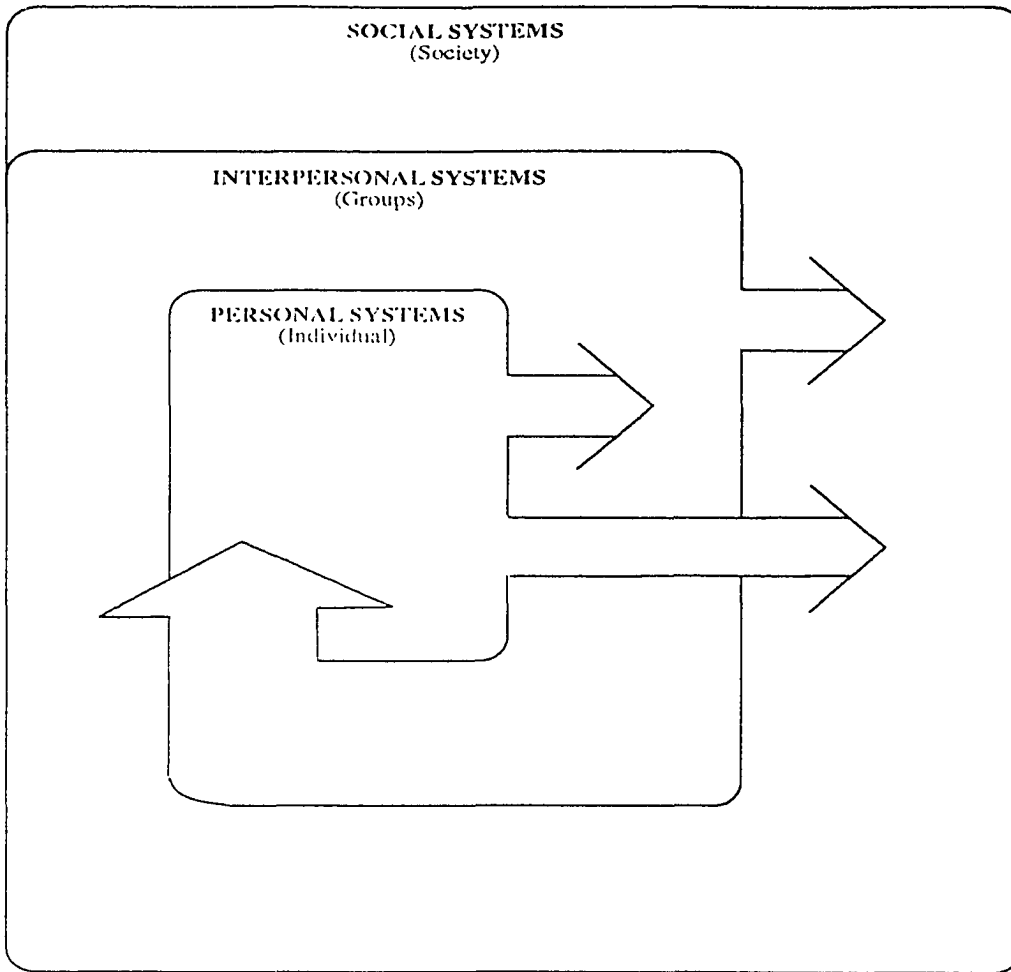 SOCIAL SYSTEMS
(Society)
INTERPERSONAL SYSTEMS
(Groups)
PERSONAL SYSTEMS
(Individual)